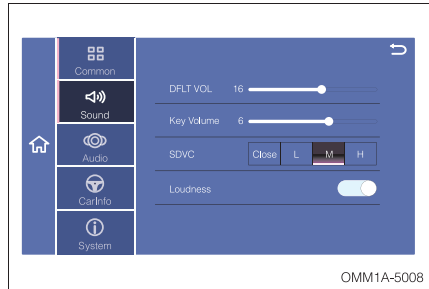 Common
Sound
Audio
CarInfo
System
DFLT VOL 16
Key Volume 6
SDVC Close L M H
Loudness
OMM1A-5008